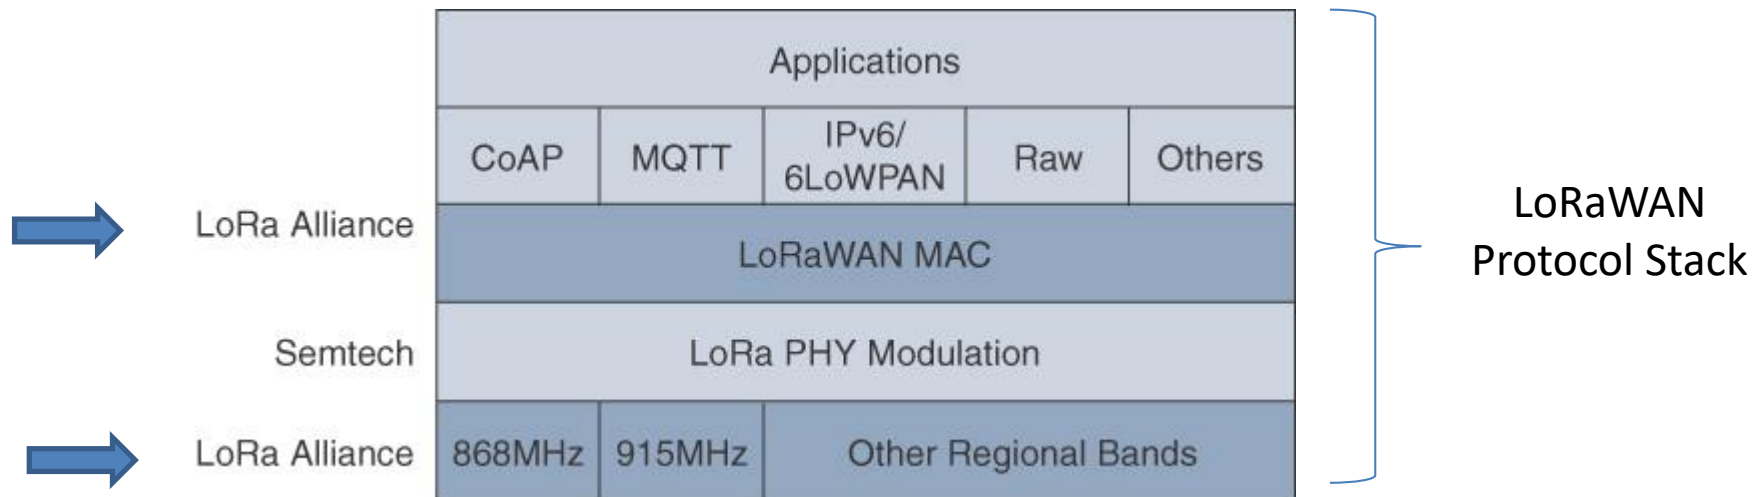 Applications
CoAP
MQTT
IPv6/
6LoWPAN
Raw
Others
LoRa Alliance
LoRaWAN MAC
Semtech
LoRa PHY Modulation
LoRa Alliance
868MHz
915MHz
Other Regional Bands
LoRaWAN
Protocol Stack